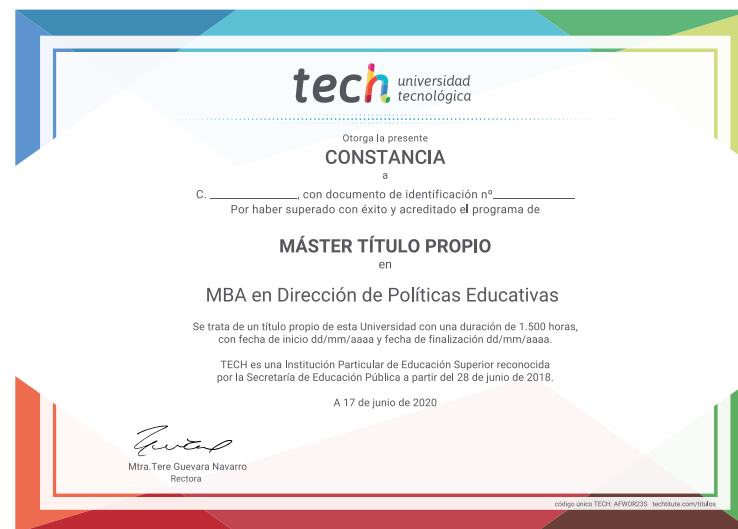 tech universidad
tecnológica
Otorga la presente
CONSTANCIA
a
C. ______________, con documento de identificación nº______________
Por haber superado con éxito y acreditado el programa de
MÁSTER TÍTULO PROPIO
en
MBA en Dirección de Políticas Educativas
Se trata de un título propio de esta Universidad con una duración de 1.500 horas,
con fecha de inicio dd/mm/aaaa y fecha de finalización dd/mm/aaaa.
TECH es una Institución Particular de Educación Superior reconocida
por la Secretaría de Educación Pública a partir del 28 de junio de 2018.
A 17 de junio de 2020
Mtra.Tere Guevara Navarro
Rectora
código único TECH: AFWOR23S techtitute.com/títulos